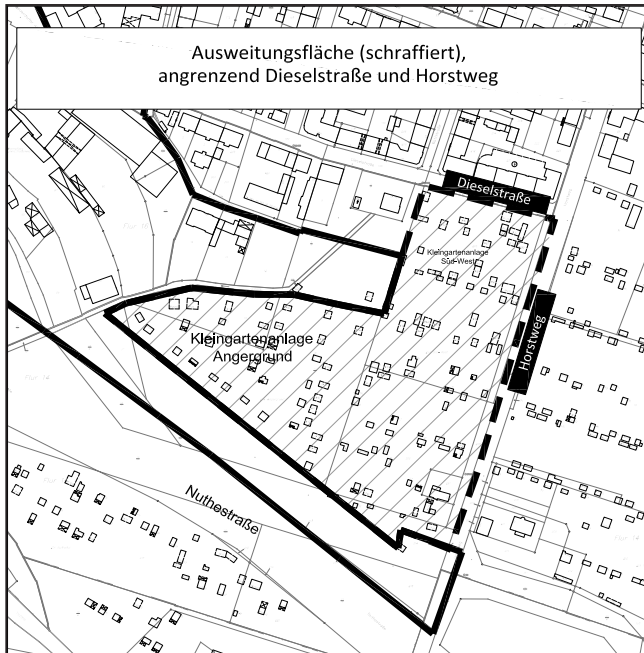 Ausweitungsfläche (schraffiert),
angrenzend Dieselstraße und Horstweg
Dieselstraße
Kleingartenanlage
Süd-West
Horstweg
Kleingartenanlage
Angergrund
Nuthestraße